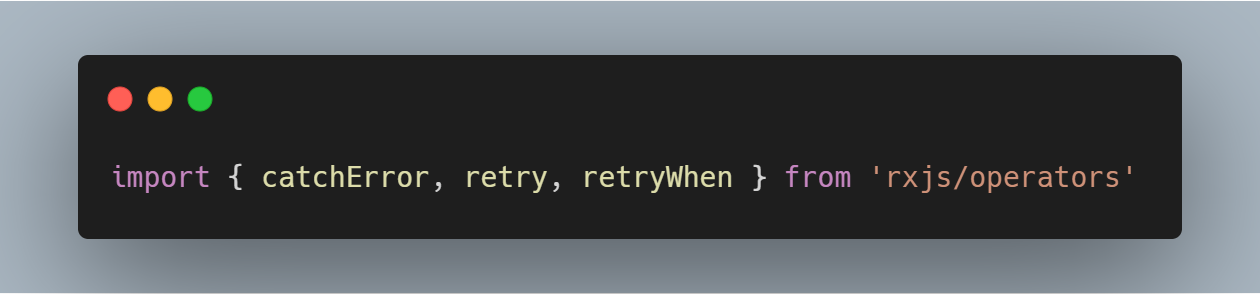 import { catchError, retry, retryWhen } from 'rxjs/operators'